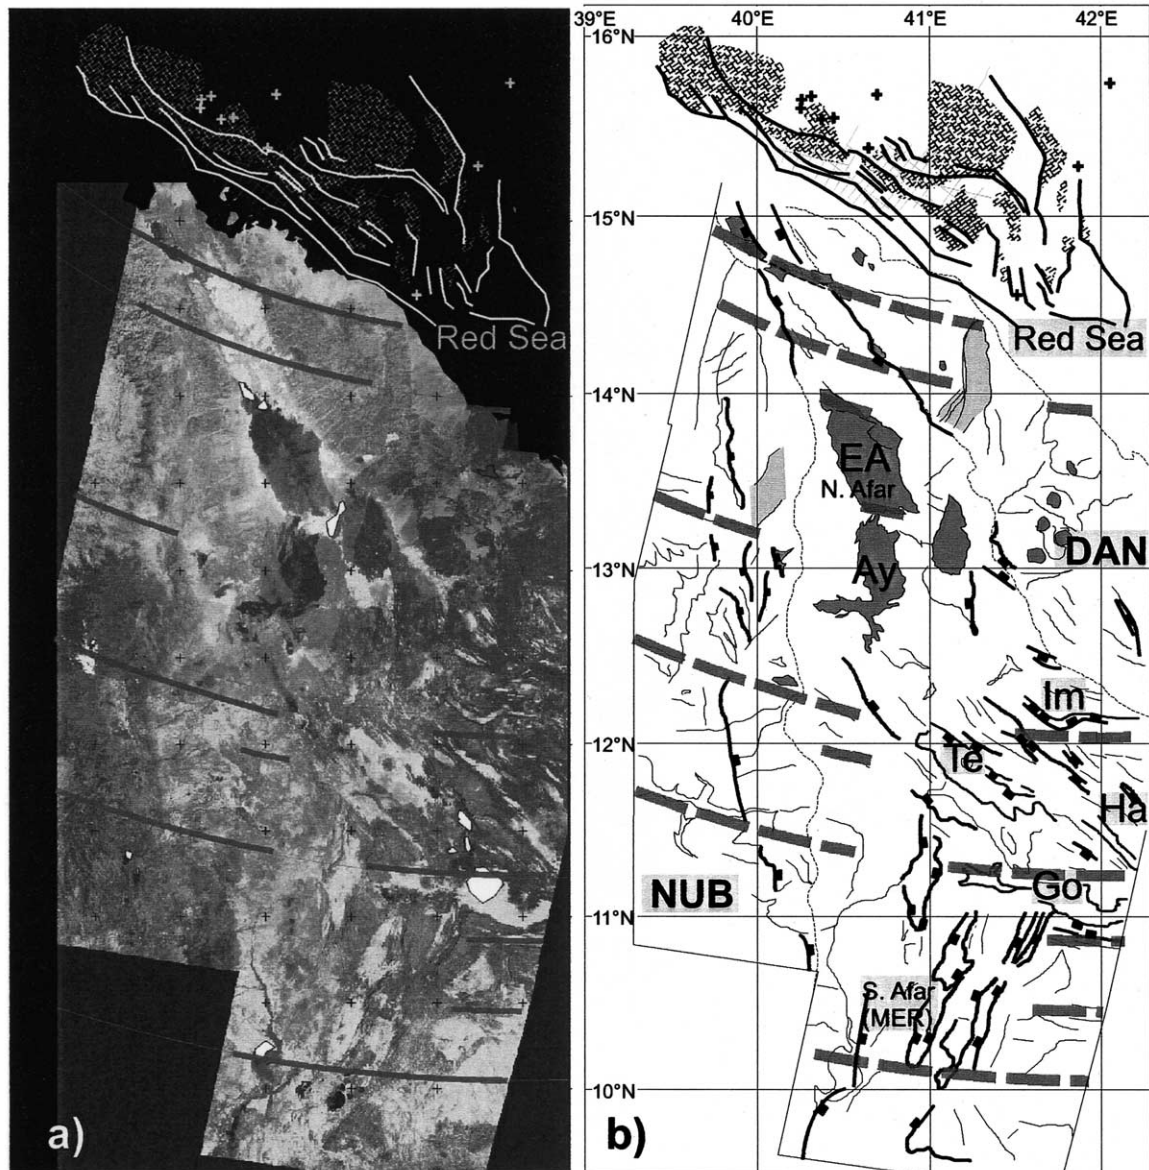 39°E 40°E 41°E 42°E
16°N
15°N
Red Sea
Red Sea
14°N
EA
N. Afar
DAN
13°N
Ay
Im
12°N
Te
Ha
NUB
Go
11°N
S. Afar
(MER)
10°N
a)
b)